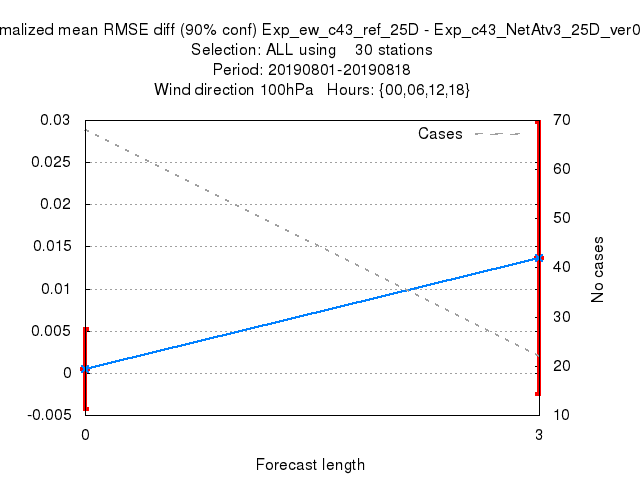 malized mean RMSE diff (90% conf) Exp_ew_c43_ref_25D - Exp_c43_NetAtv3_25D_ver0
Selection: ALL using 30 stations
Period: 20190801-20190818
Wind direction 100hPa Hours: {00,06,12,18}
Cases
0.03
0.025
0.02
0.015
0.01
0.005
0
-0.005
70
60
50
40
30
20
10
No cases
0
3
Forecast length